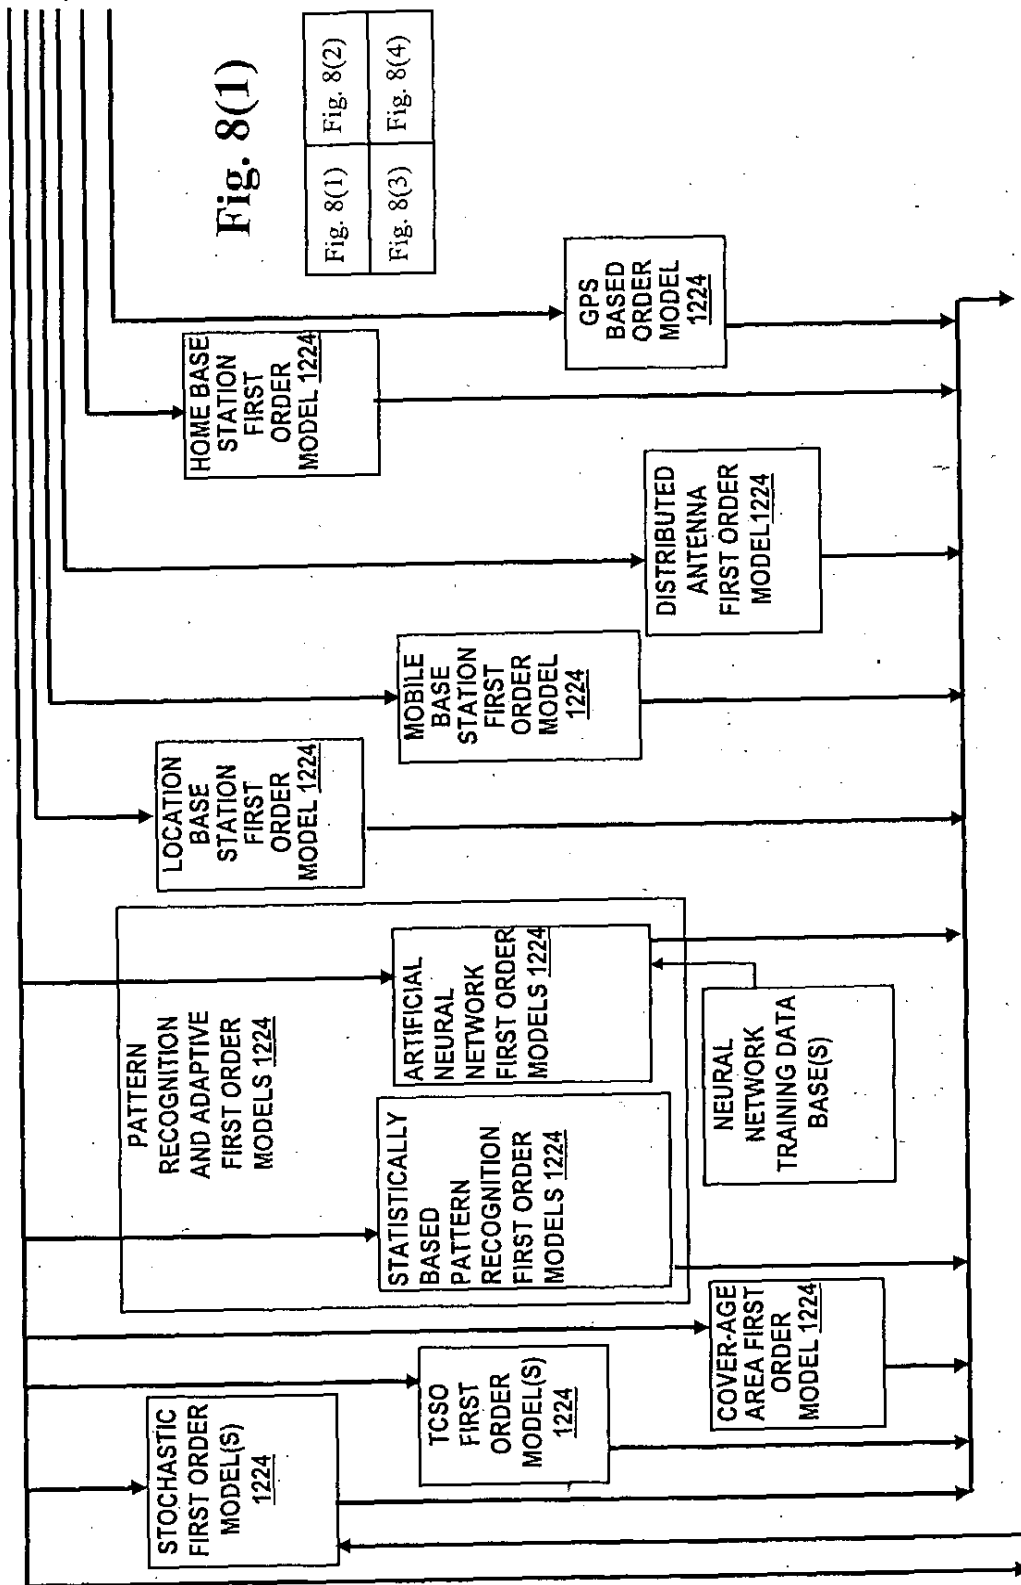 Fig. 8(1)
Fig. 8(1) Fig. 8(2)
Fig. 8(3) Fig. 8(4)
STOCHASTIC
FIRST ORDER
MODEL(S)
1224
TCSO
FIRST
ORDER
MODEL(S)
1224
COVER-AGE
AREA FIRST
ORDER
MODEL 1224
PATTERN
RECOGNITION
AND ADAPTIVE
FIRST ORDER
MODELS 1224
STATISTICALLY
BASED
PATTERN
RECOGNITION
FIRST ORDER
MODELS 1224
ARTIFICIAL
NEURAL
NETWORK
FIRST ORDER
MODELS 1224
NEURAL
NETWORK
TRAINING DATA
BASE(S)
LOCATION
BASE
STATION
FIRST
ORDER
MODEL 1224
MOBILE
BASE
STATION
FIRST
ORDER
MODEL
1224
DISTRIBUTED
ANTENNA
FIRST ORDER
MODEL1224
HOME BASE
STATION
FIRST
ORDER
MODEL 1224
GPS
BASED
ORDER
MODEL
1224